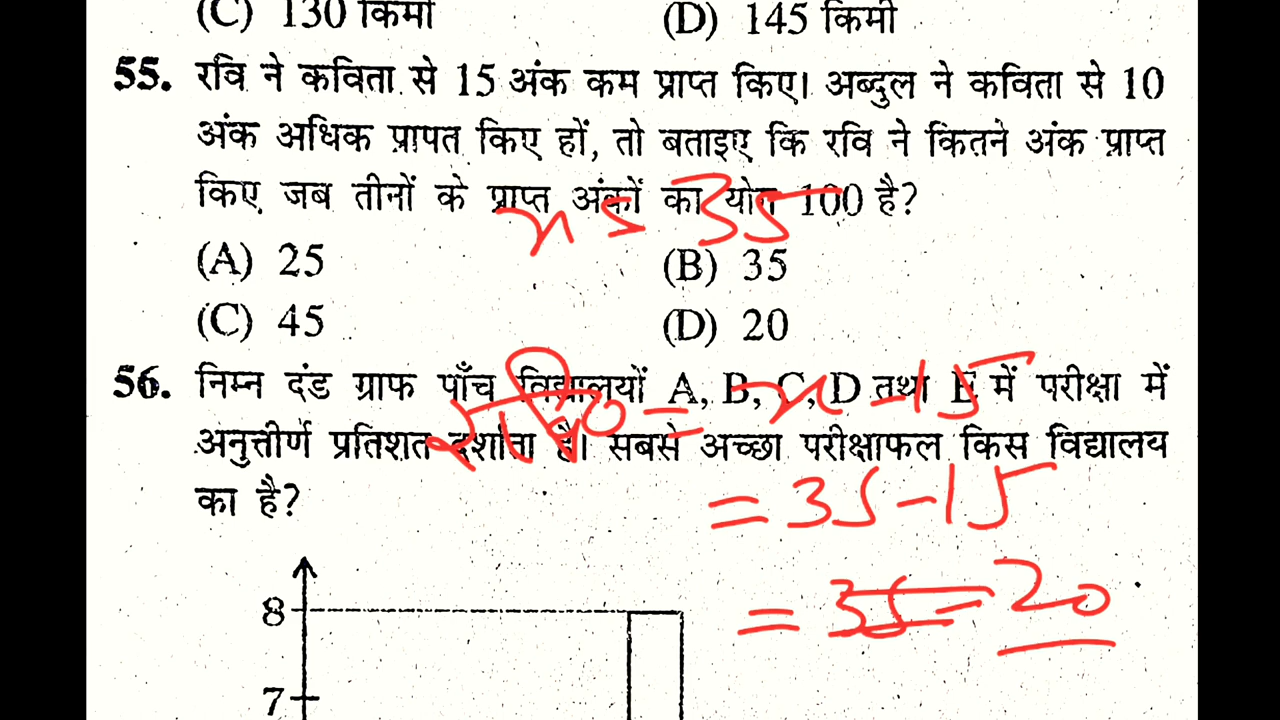 (C) 130 किमी (D) 145 किमी
55. रवि ने कविता से 15 अंक कम प्राप्त किए। अब्दुल ने कविता से 10
अंक अधिक प्रापत किए हों, तो बताइए कि रवि ने कितने अंक प्राप्त
किए जब तीनों के प्राप्त अंकों का योग 100 है?
x = 35
(A) 25 (B) 35
(C) 45 (D) 20
56. निम्न दंड ग्राफ पाँच विद्यालयों A, B, C, D तथा E में परीक्षा में
रवि = x - 15
अनुत्तीर्ण प्रतिशत दर्शाता है। सबसे अच्छा परीक्षाफल किस विद्यालय
का है?
= 35 - 15
8
= 20
7